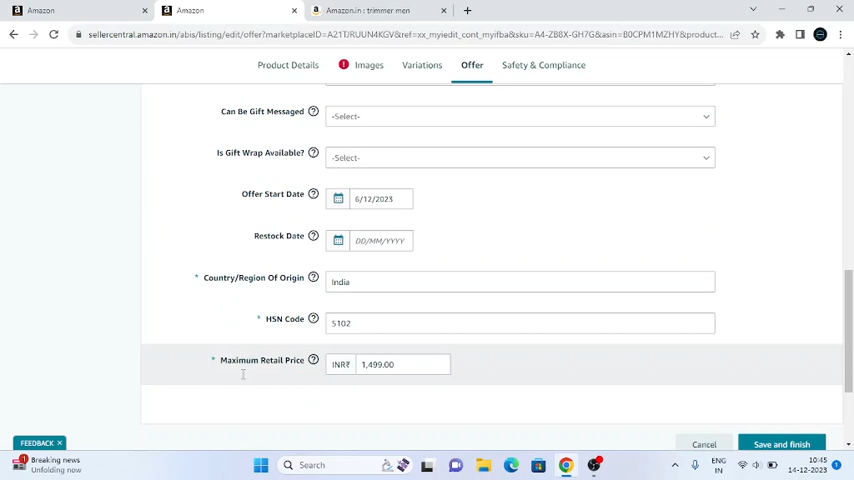 Amazon
Amazon
Amazon.in : trimmer men
sellercentral.amazon.in/abis/listing/edit/offer?marketplaceID=A21TJRUUN4KGV&ref=xx_myiedit_cont_myifba&sku=A4-ZB8X-GH7G&asin=B0CPM1MZHY&product...
Product Details
Images
Variations
Offer
Safety & Compliance
Can Be Gift Messaged
-Select-
Is Gift Wrap Available?
-Select-
Offer Start Date
6/12/2023
Restock Date
DD/MM/YYYY
* Country/Region Of Origin
India
* HSN Code
5102
* Maximum Retail Price
INR₹ 1,499.00
FEEDBACK
Cancel
Save and finish
1
Breaking news
Unfolding now
Search
ENG
IN
10:45
14-12-2023
1